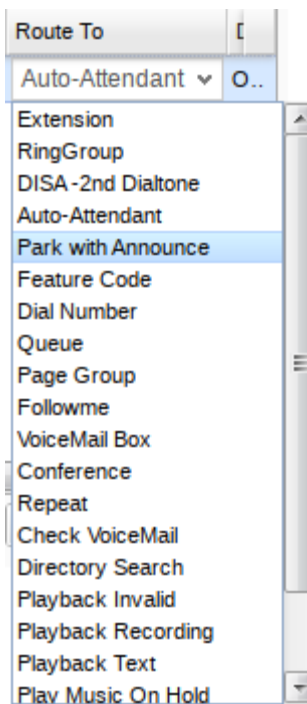 Route To
Auto-Attendant O..
Extension
RingGroup
DISA-2nd Dialtone
Auto-Attendant
Park with Announce
Feature Code
Dial Number
Queue
Page Group
Followme
VoiceMail Box
Conference
Repeat
Check VoiceMail
Directory Search
Playback Invalid
Playback Recording
Playback Text
Play Music On Hold